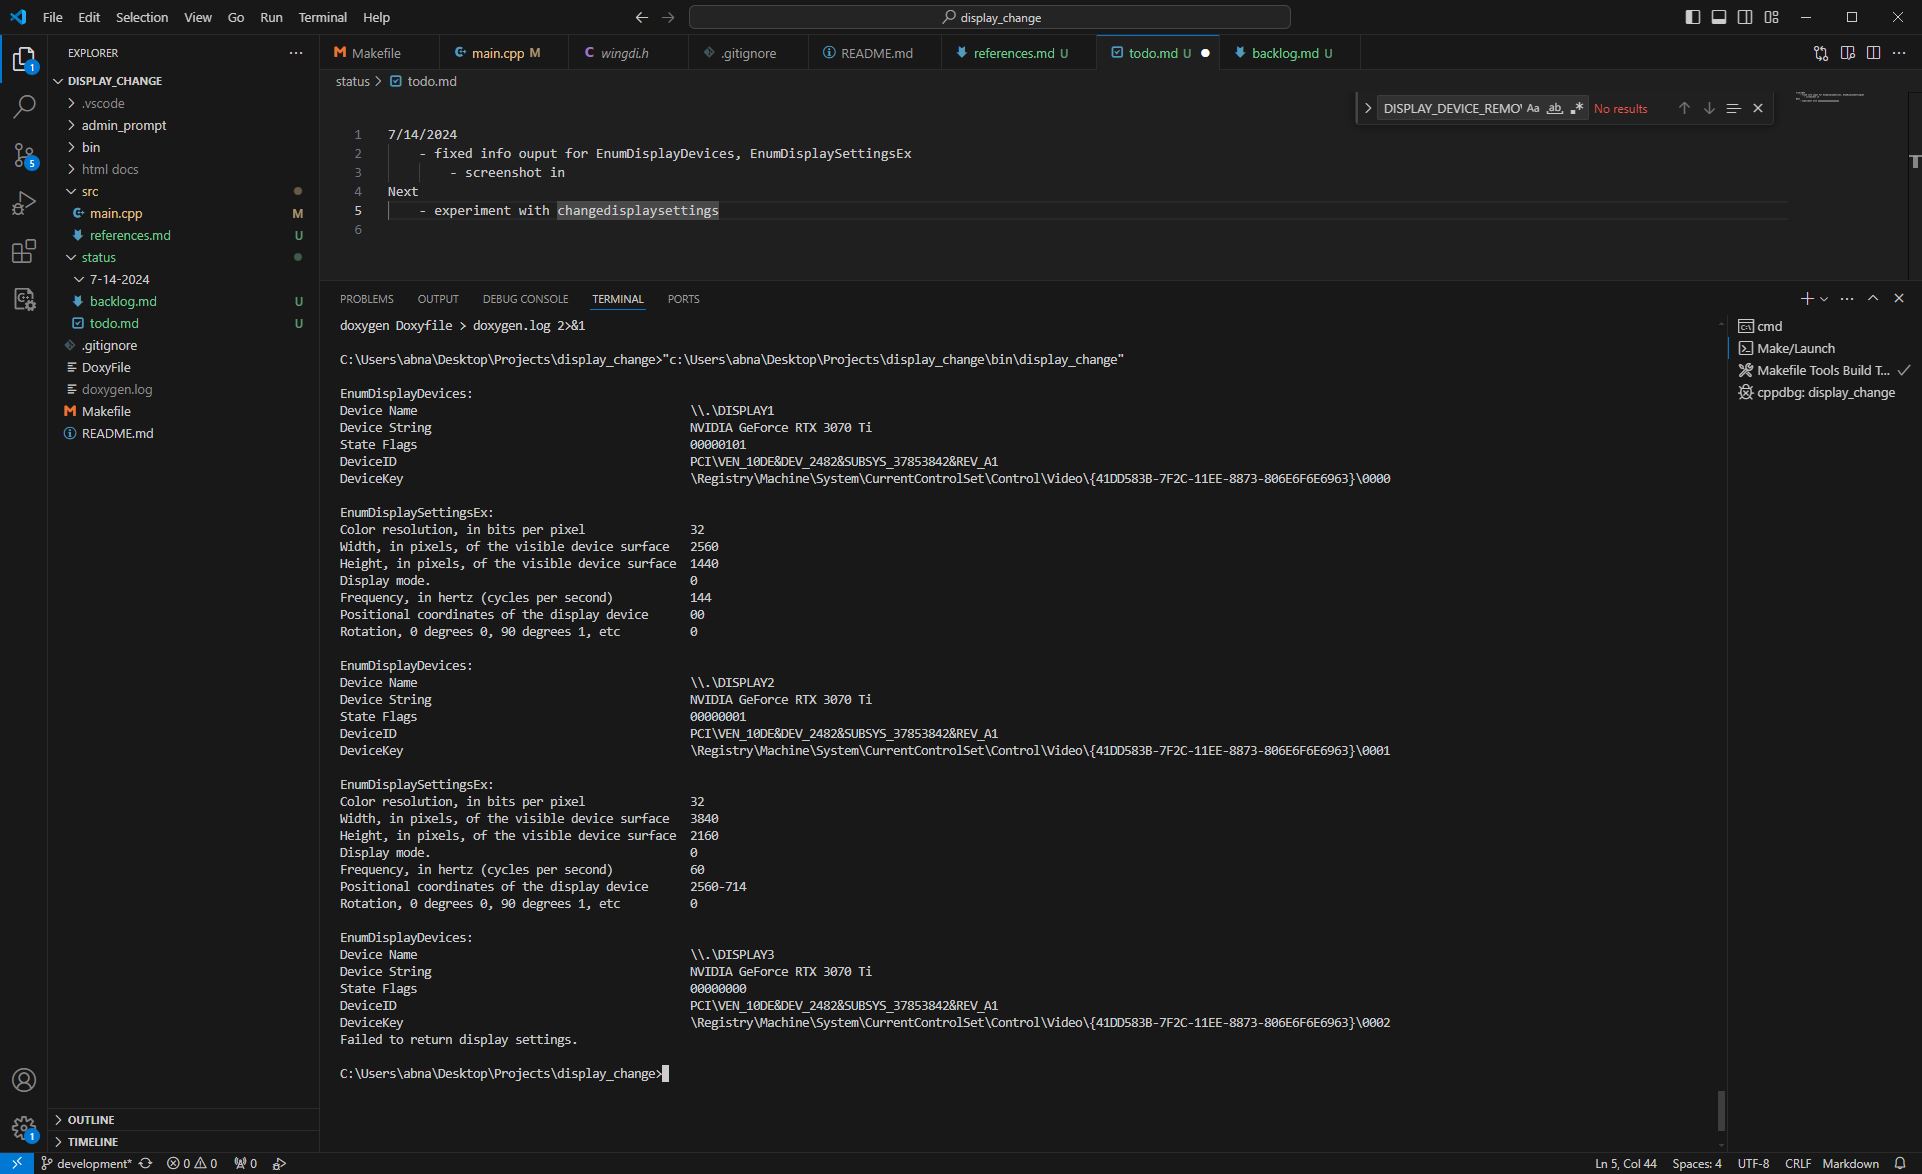 File Edit Selection View Go Run Terminal Help
display_change
EXPLORER
DISPLAY_CHANGE
.vscode
admin_prompt
bin
html docs
src
main.cpp M
references.md U
status
7-14-2024
backlog.md U
todo.md U
.gitignore
DoxyFile
doxygen.log
Makefile
README.md
OUTLINE
TIMELINE
1
5
1
Makefile main.cpp M wingdi.h .gitignore README.md references.md U todo.md U backlog.md U
status > todo.md
DISPLAY_DEVICE_REMOV Aa ab No results
1 7/14/2024
2 - fixed info ouput for EnumDisplayDevices, EnumDisplaySettingsEx
3 - screenshot in
4 Next
5 - experiment with changedisplaysettings
6
PROBLEMS OUTPUT DEBUG CONSOLE TERMINAL PORTS
doxygen Doxyfile > doxygen.log 2>&1
C:\Users\abna\Desktop\Projects\display_change>"c:\Users\abna\Desktop\Projects\display_change\bin\display_change"
EnumDisplayDevices:
Device Name \\.\DISPLAY1
Device String NVIDIA GeForce RTX 3070 Ti
State Flags 00000101
DeviceID PCI\VEN_10DE&DEV_2482&SUBSYS_37853842&REV_A1
DeviceKey \Registry\Machine\System\CurrentControlSet\Control\Video\{41DD583B-7F2C-11EE-8873-806E6F6E6963}\0000
EnumDisplaySettingsEx:
Color resolution, in bits per pixel 32
Width, in pixels, of the visible device surface 2560
Height, in pixels, of the visible device surface 1440
Display mode. 0
Frequency, in hertz (cycles per second) 144
Positional coordinates of the display device 00
Rotation, 0 degrees 0, 90 degrees 1, etc 0
EnumDisplayDevices:
Device Name \\.\DISPLAY2
Device String NVIDIA GeForce RTX 3070 Ti
State Flags 00000001
DeviceID PCI\VEN_10DE&DEV_2482&SUBSYS_37853842&REV_A1
DeviceKey \Registry\Machine\System\CurrentControlSet\Control\Video\{41DD583B-7F2C-11EE-8873-806E6F6E6963}\0001
EnumDisplaySettingsEx:
Color resolution, in bits per pixel 32
Width, in pixels, of the visible device surface 3840
Height, in pixels, of the visible device surface 2160
Display mode. 0
Frequency, in hertz (cycles per second) 60
Positional coordinates of the display device 2560-714
Rotation, 0 degrees 0, 90 degrees 1, etc 0
EnumDisplayDevices:
Device Name \\.\DISPLAY3
Device String NVIDIA GeForce RTX 3070 Ti
State Flags 00000000
DeviceID PCI\VEN_10DE&DEV_2482&SUBSYS_37853842&REV_A1
DeviceKey \Registry\Machine\System\CurrentControlSet\Control\Video\{41DD583B-7F2C-11EE-8873-806E6F6E6963}\0002
Failed to return display settings.
C:\Users\abna\Desktop\Projects\display_change>
cmd
Make/Launch
Makefile Tools Build T...
cppdbg: display_change
development* 0 0 0 Ln 5, Col 44 Spaces: 4 UTF-8 CRLF Markdown